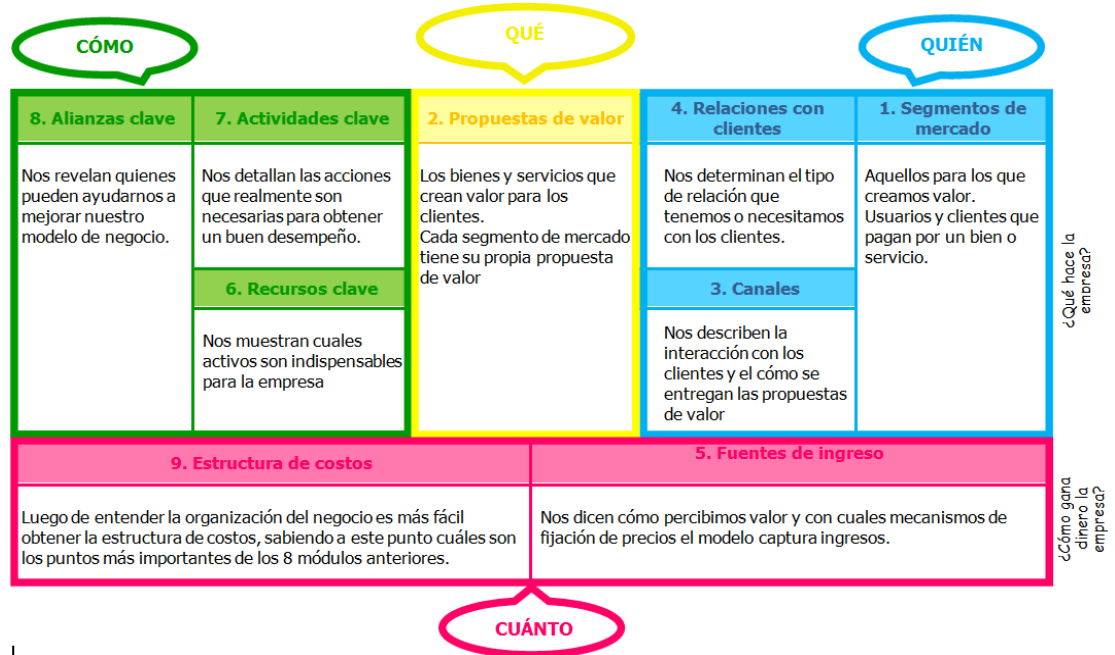 CÓMO
QUÉ
QUIÉN
8. Alianzas clave
Nos revelan quienes
pueden ayudarnos a
mejorar nuestro
modelo de negocio.
7. Actividades clave
Nos detallan las acciones
que realmente son
necesarias para obtener
un buen desempeño.
6. Recursos clave
Nos muestran cuales
activos son indispensables
para la empresa
2. Propuestas de valor
Los bienes y servicios que
crean valor para los
clientes.
Cada segmento de mercado
tiene su propia propuesta
de valor
4. Relaciones con
clientes
Nos determinan el tipo
de relación que
tenemos o necesitamos
con los clientes.
3. Canales
Nos describen la
interacción con los
clientes y el cómo se
entregan las propuestas
de valor
1. Segmentos de
mercado
Aquellos para los que
creamos valor.
Usuarios y clientes que
pagan por un bien o
servicio.
¿Qué hace la
empresa?
9. Estructura de costos
Luego de entender la organización del negocio es más fácil
obtener la estructura de costos, sabiendo a este punto cuáles son
los puntos más importantes de los 8 módulos anteriores.
5. Fuentes de ingreso
Nos dicen cómo percibimos valor y con cuales mecanismos de
fijación de precios el modelo captura ingresos.
¿Cómo gana
dinero la
empresa?
CUÁNTO